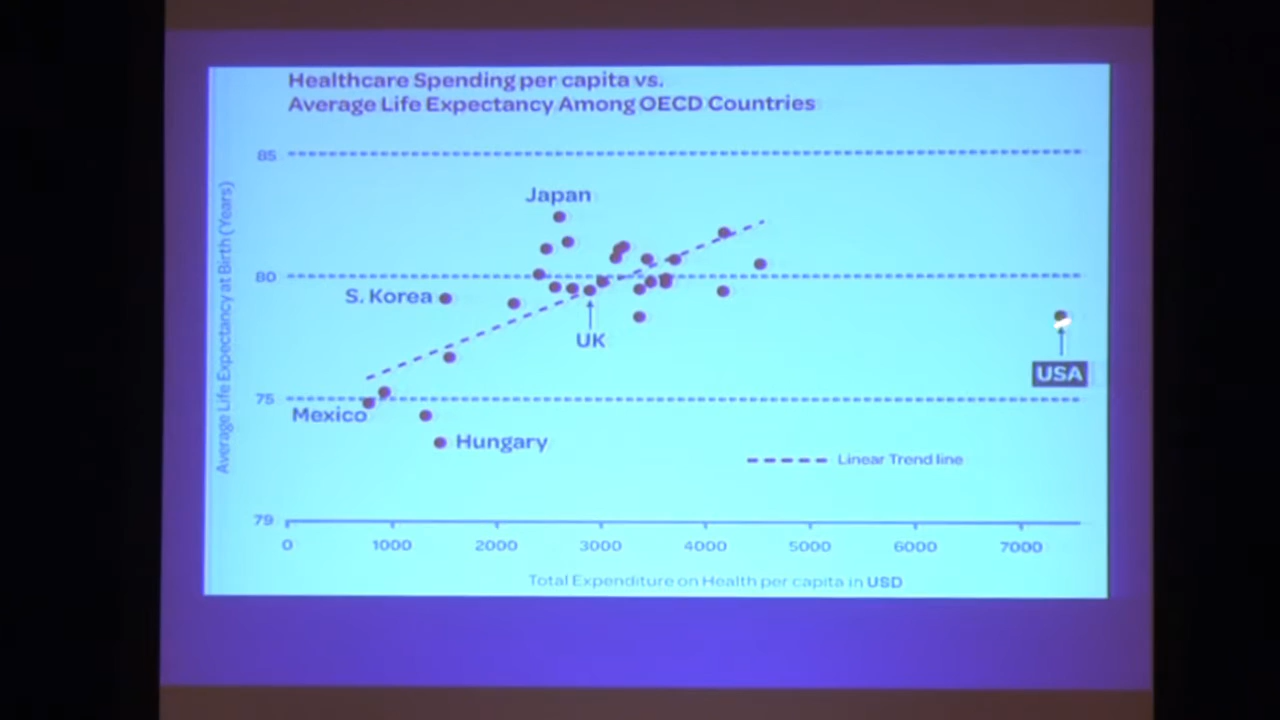 Healthcare Spending per capita vs.
Average Life Expectancy Among OECD Countries
Average Life Expectancy at Birth (Years)
85
80
75
79
Japan
S. Korea
UK
USA
Mexico
Hungary
Linear Trend line
0 1000 2000 3000 4000 5000 6000 7000
Total Expenditure on Health per capita in USD